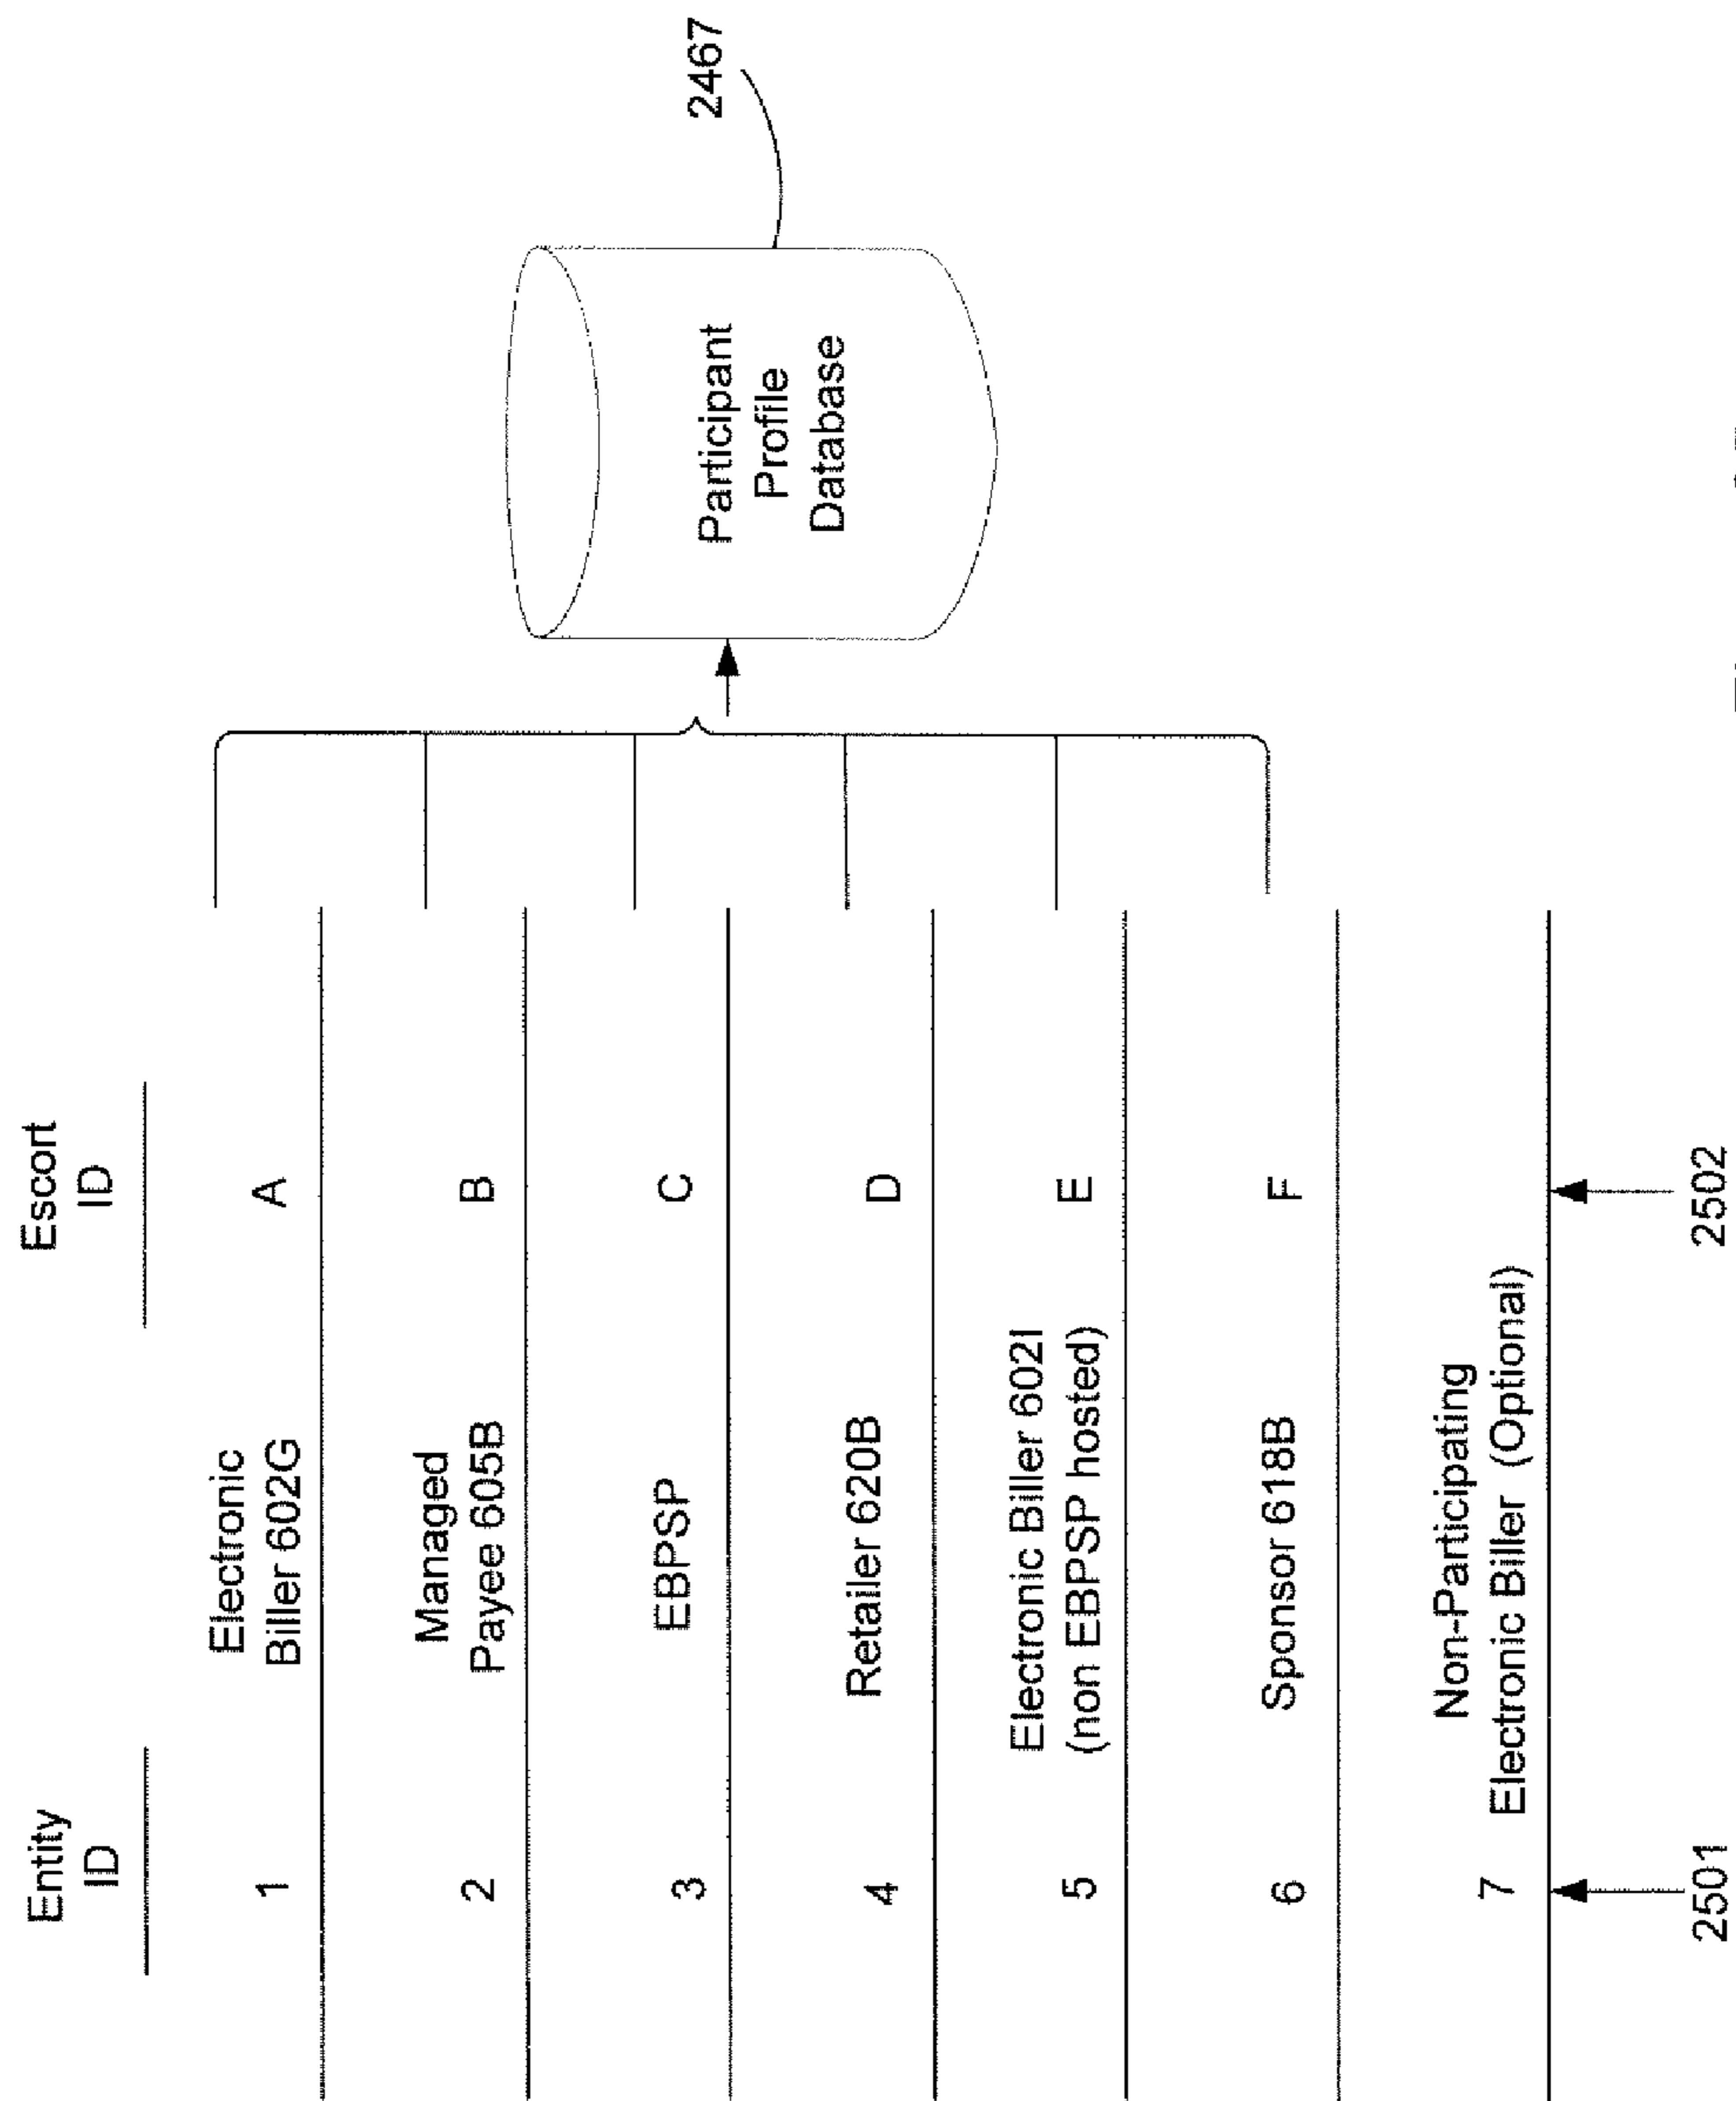 Entity
ID
Escort
ID
1
Electronic
Biller 602G
A
2
Managed
Payee 605B
B
3
EBPSP
C
4
Retailer 620B
D
5
Electronic Biller 602I
(non EBPSP hosted)
E
6
Sponsor 618B
F
7
Non-Participating
Electronic Biller (Optional)
2501
2502
Participant
Profile
Database
2467